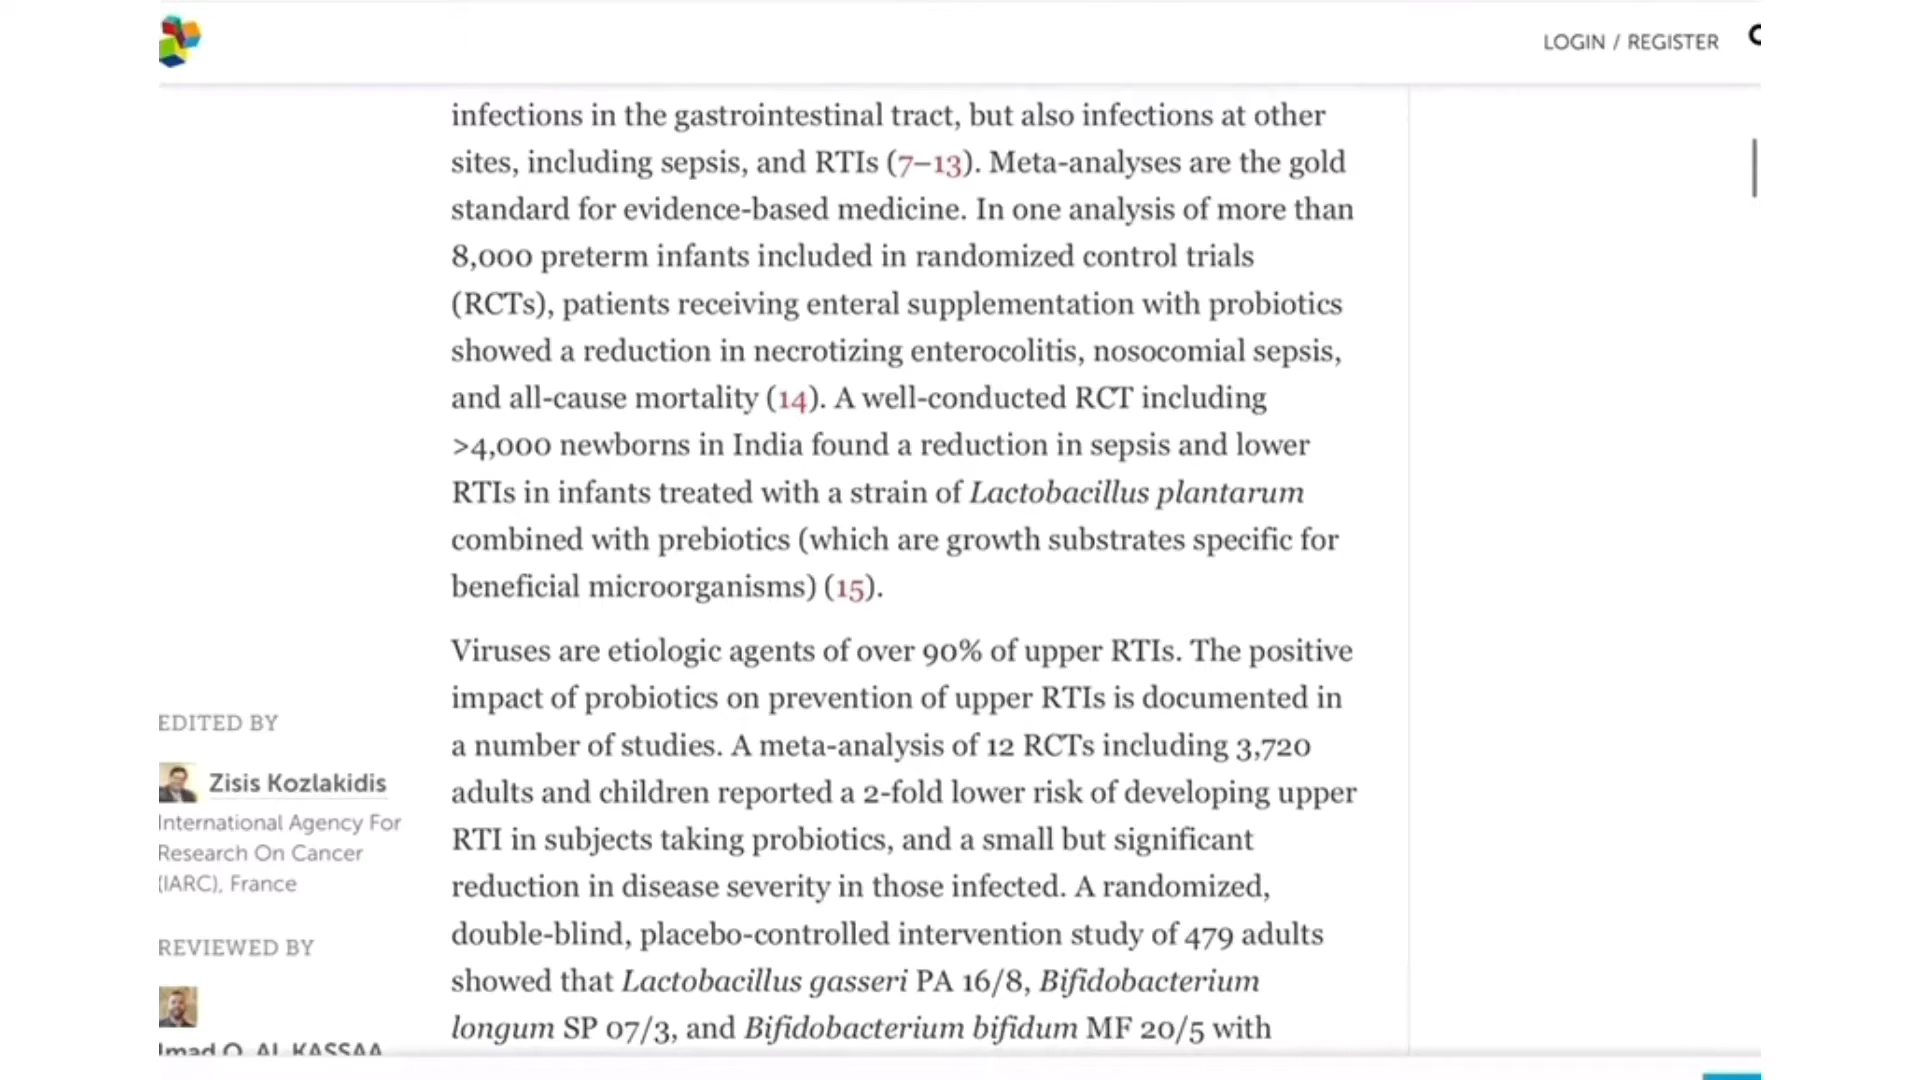 LOGIN / REGISTER
infections in the gastrointestinal tract, but also infections at other
sites, including sepsis, and RTIs (7–13). Meta-analyses are the gold
standard for evidence-based medicine. In one analysis of more than
8,000 preterm infants included in randomized control trials
(RCTs), patients receiving enteral supplementation with probiotics
showed a reduction in necrotizing enterocolitis, nosocomial sepsis,
and all-cause mortality (14). A well-conducted RCT including
>4,000 newborns in India found a reduction in sepsis and lower
RTIs in infants treated with a strain of Lactobacillus plantarum
combined with prebiotics (which are growth substrates specific for
beneficial microorganisms) (15).
Viruses are etiologic agents of over 90% of upper RTIs. The positive
impact of probiotics on prevention of upper RTIs is documented in
a number of studies. A meta-analysis of 12 RCTs including 3,720
adults and children reported a 2-fold lower risk of developing upper
RTI in subjects taking probiotics, and a small but significant
reduction in disease severity in those infected. A randomized,
double-blind, placebo-controlled intervention study of 479 adults
showed that Lactobacillus gasseri PA 16/8, Bifidobacterium
longum SP 07/3, and Bifidobacterium bifidum MF 20/5 with
EDITED BY
Zisis Kozlakidis
International Agency For
Research On Cancer
(IARC), France
REVIEWED BY
Imad O. AL KASSAA